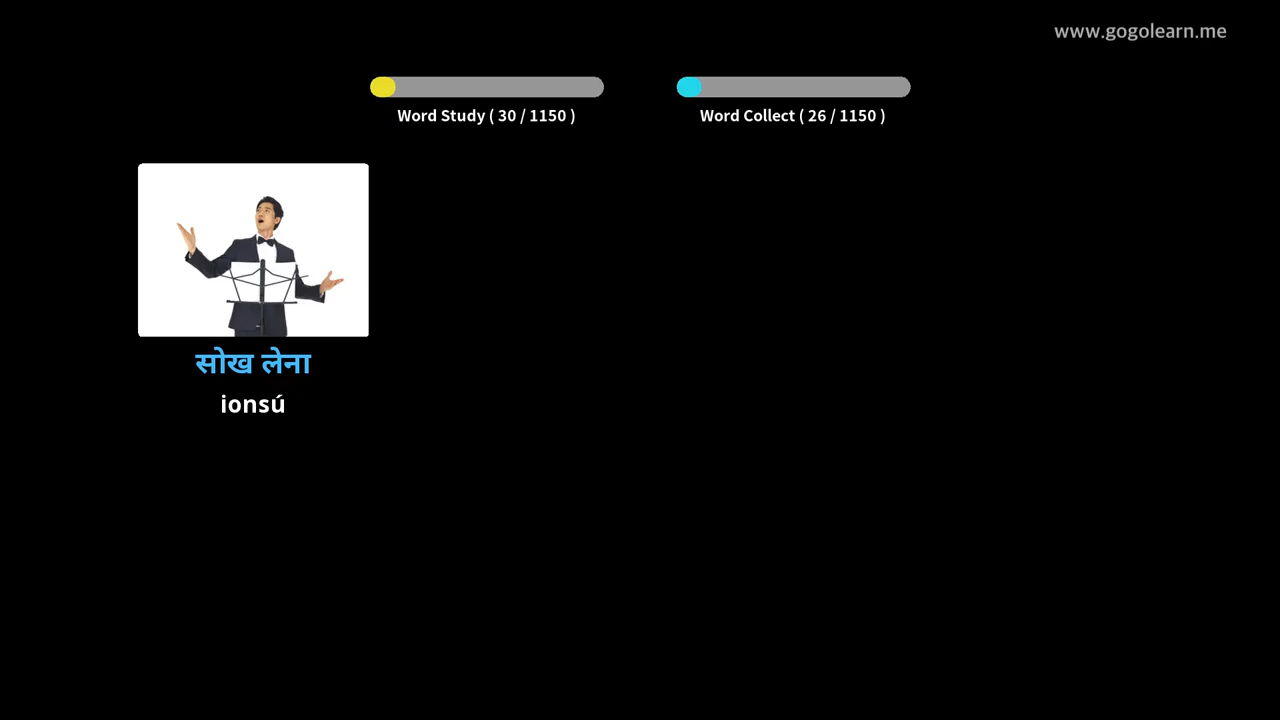 www.gogolearn.me
Word Study ( 30 / 1150 )
Word Collect ( 26 / 1150 )
सोख लेना
ionsú